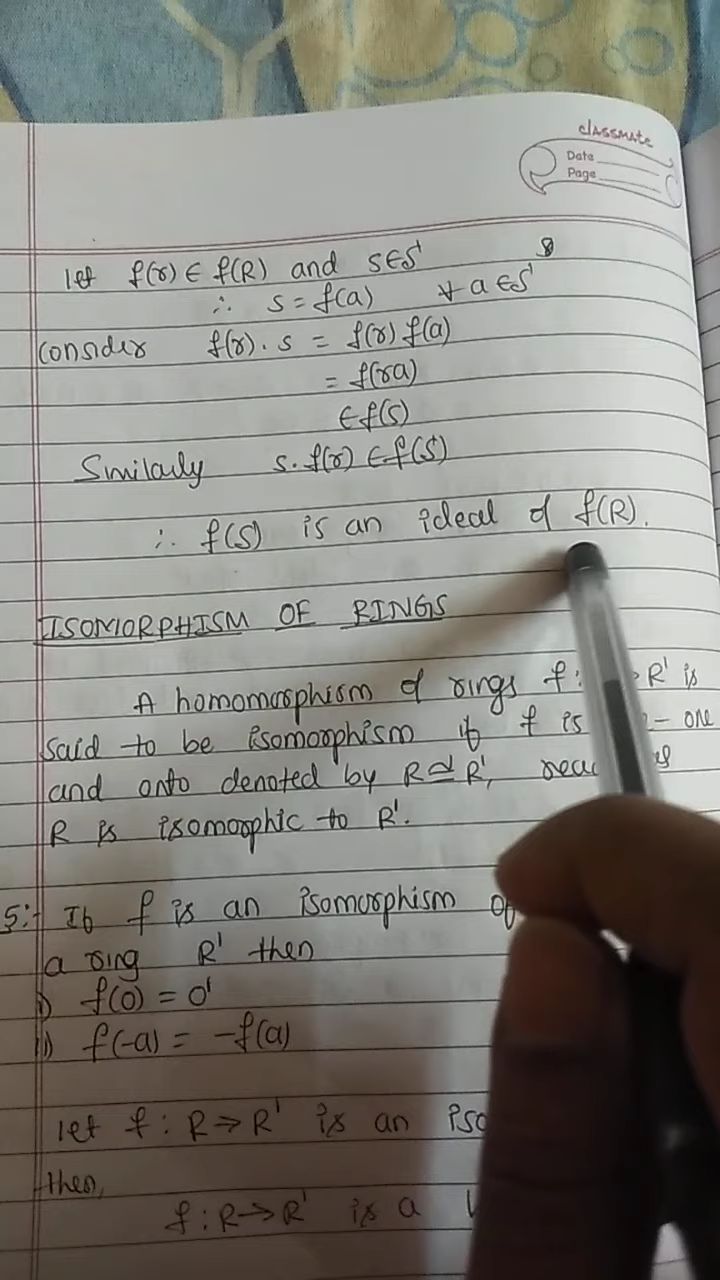 classmate
Date
Page
let f(r) ∈ f(R) and s∈S'
∴ s = f(a) ∀ a ∈S'
Consider f(r). s = f(r) f(a)
= f(ra)
∈ f(S)
Similarly s. f(r) ∈ f(S)
∴ f(S) is an ideal of f(R).
ISOMORPHISM OF RINGS
A homomorphism of rings f: R' is
said to be isomorphism if f is - one
and onto denoted by R≅R',
R is isomorphic to R'.
5:- If f is an isomorphism of
a ring R' then
i) f(0) = 0'
ii) f(-a) = -f(a)
let f : R→R' is an
then,
f : R→R' is a